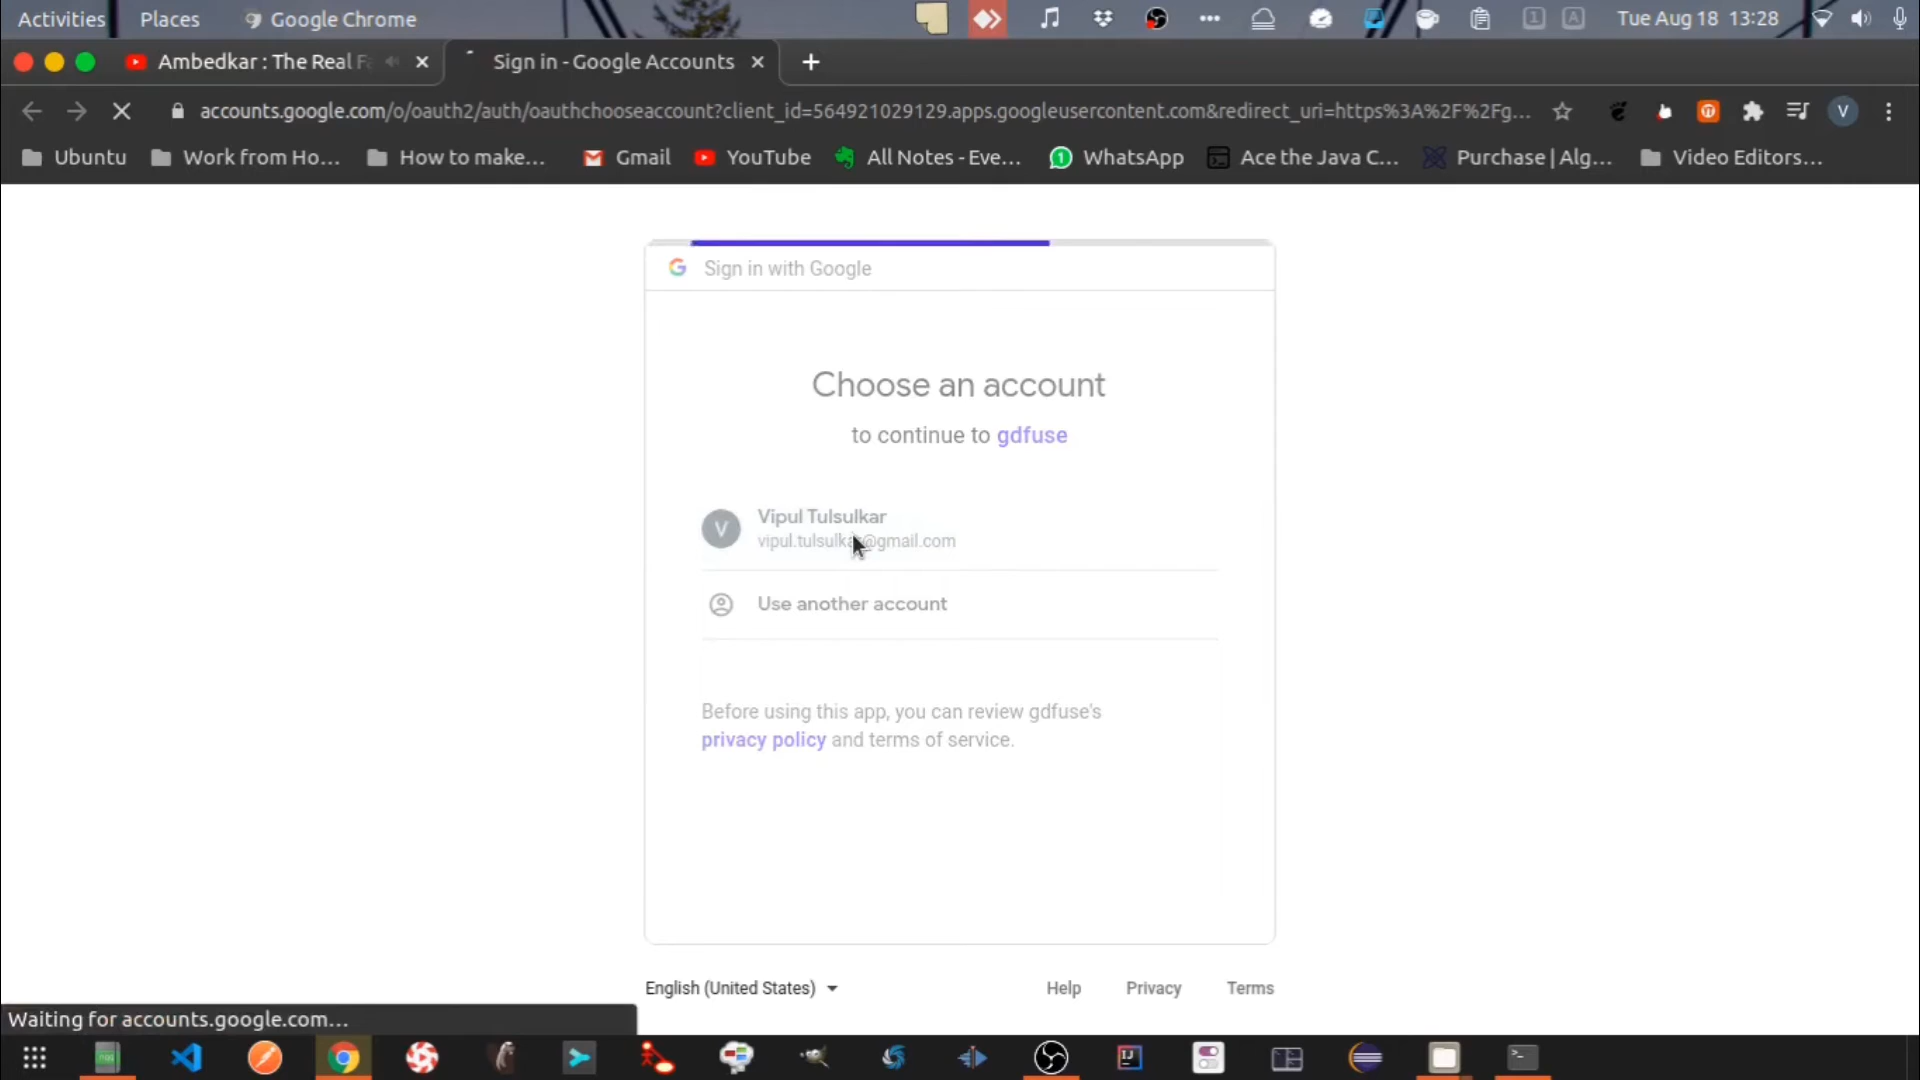 Activities Places Google Chrome Tue Aug 18 13:28
Ambedkar : The Real F Sign in - Google Accounts
accounts.google.com/o/oauth2/auth/oauthchooseaccount?client_id=564921029129.apps.googleusercontent.com&redirect_uri=https%3A%2F%2Fg... V
Ubuntu Work from Ho... How to make... Gmail YouTube All Notes - Eve... 1 WhatsApp Ace the Java C... Purchase | Alg... Video Editors...
Sign in with Google
Choose an account
to continue to gdfuse
V Vipul Tulsulkar
vipul.tulsulkar@gmail.com
Use another account
Before using this app, you can review gdfuse's
privacy policy and terms of service.
English (United States) Help Privacy Terms
Waiting for accounts.google.com...